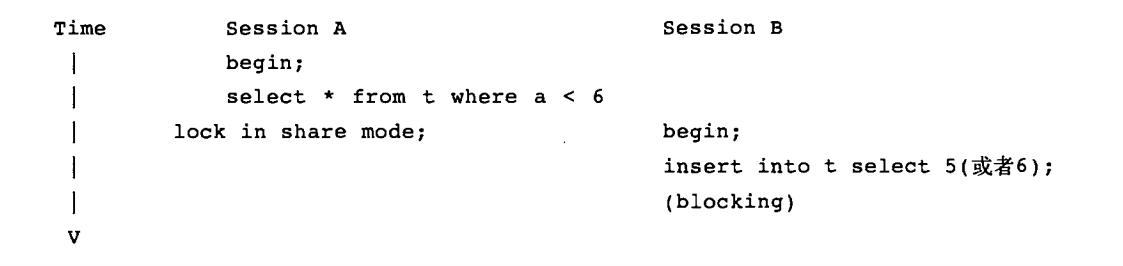 Time Session A Session B
| begin;
| select * from t where a < 6
| lock in share mode; begin;
| insert into t select 5(或者6);
| (blocking)
V